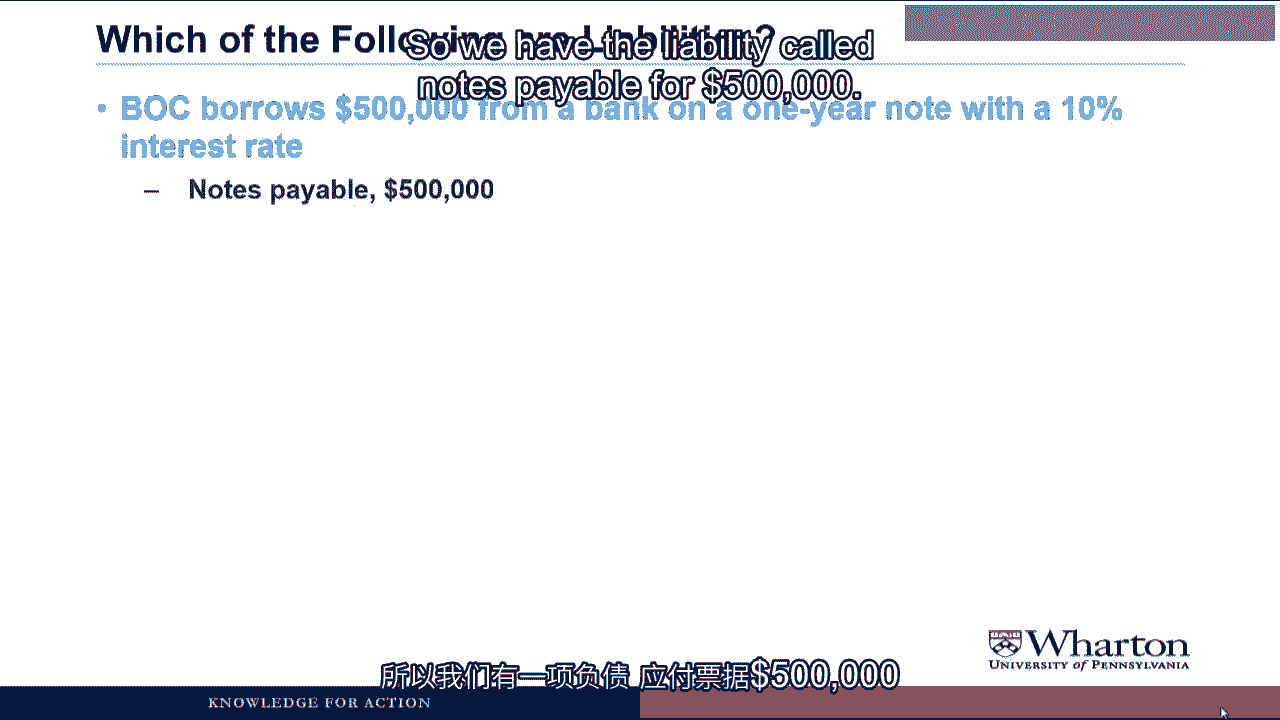 Which of the Following are Liabilities?
So we have the liability called
notes payable for $500,000.
• BOC borrows $500,000 from a bank on a one-year note with a 10%
interest rate
– Notes payable, $500,000
Wharton
UNIVERSITY of PENNSYLVANIA
所以我们有一项负债 应付票据$500,000
KNOWLEDGE FOR ACTION